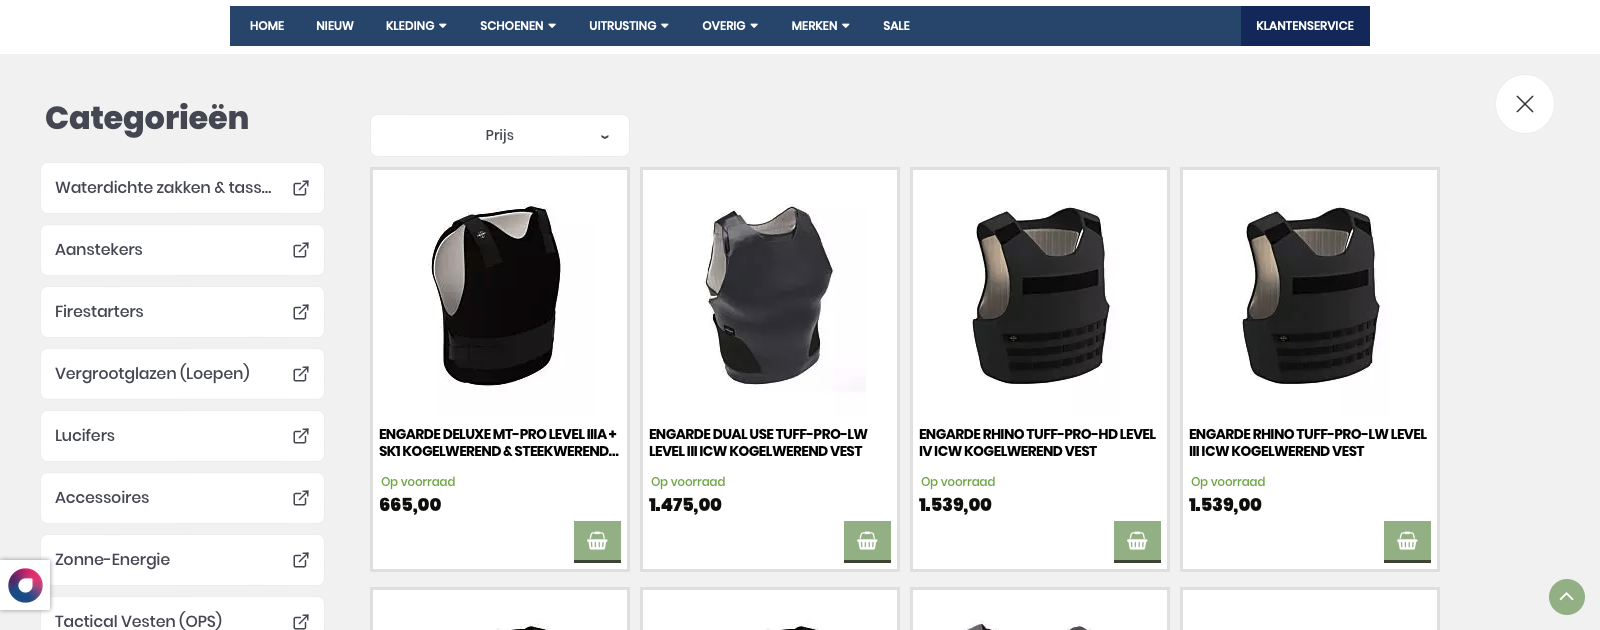 HOME NIEUW KLEDING SCHOENEN UITRUSTING OVERIG MERKEN SALE KLANTENSERVICE
Categorieën
Prijs
Waterdichte zakken & tass...
Aanstekers
Firestarters
Vergrootglazen (Loepen)
Lucifers
Accessoires
Zonne-Energie
Tactical Vesten (OPS)
ENGARDE DELUXE MT-PRO LEVEL IIIA +
SK1 KOGELWEREND & STEEKWEREND...
Op voorraad
665,00
ENGARDE DUAL USE TUFF-PRO-LW
LEVEL III ICW KOGELWEREND VEST
Op voorraad
1.475,00
ENGARDE RHINO TUFF-PRO-HD LEVEL
IV ICW KOGELWEREND VEST
Op voorraad
1.539,00
ENGARDE RHINO TUFF-PRO-LW LEVEL
III ICW KOGELWEREND VEST
Op voorraad
1.539,00